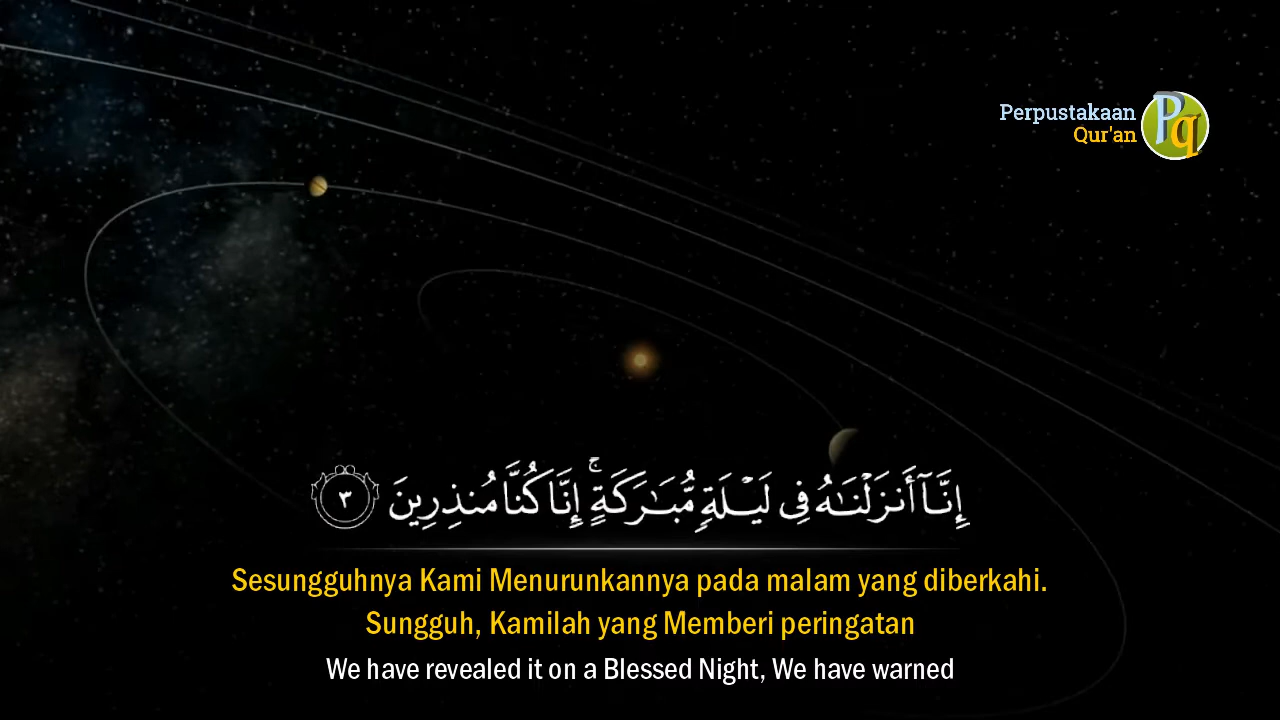 Perpustakaan
Qur'an
Pq
إِنَّآ أَنزَلْنَـٰهُ فِى لَيْلَةٍ مُّبَـٰرَكَةٍ ۚ إِنَّا كُنَّا مُنذِرِينَ ٣
Sesungguhnya Kami Menurunkannya pada malam yang diberkahi.
Sungguh, Kamilah yang Memberi peringatan
We have revealed it on a Blessed Night, We have warned